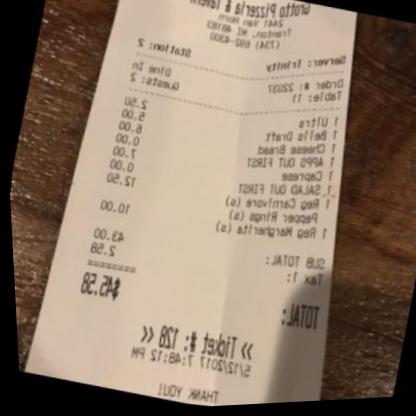 Grotto Pizzeria & Tavern
2441 Van Horn
Trenton, MI 48183
(734) 692-4300
Server: Trinity Station: 2
Order #: 22037 Dine In
Table: 11 Guests: 2
1 Ultra 2.50
1 Bells Draft 5.00
1 Cheese Bread 6.00
1 APPS OUT FIRST 0.00
1 Caprese 7.00
1 SALAD OUT FIRST 0.00
1 Reg Carnivore (s) 12.50
Pepper Rings (s)
1 Reg Margherita (s) 10.00
SUB TOTAL: 43.00
Tax 1: 2.58
========
TOTAL: $45.58
>> Ticket #: 128 <<
5/12/2017 7:48:12 PM
THANK YOU!